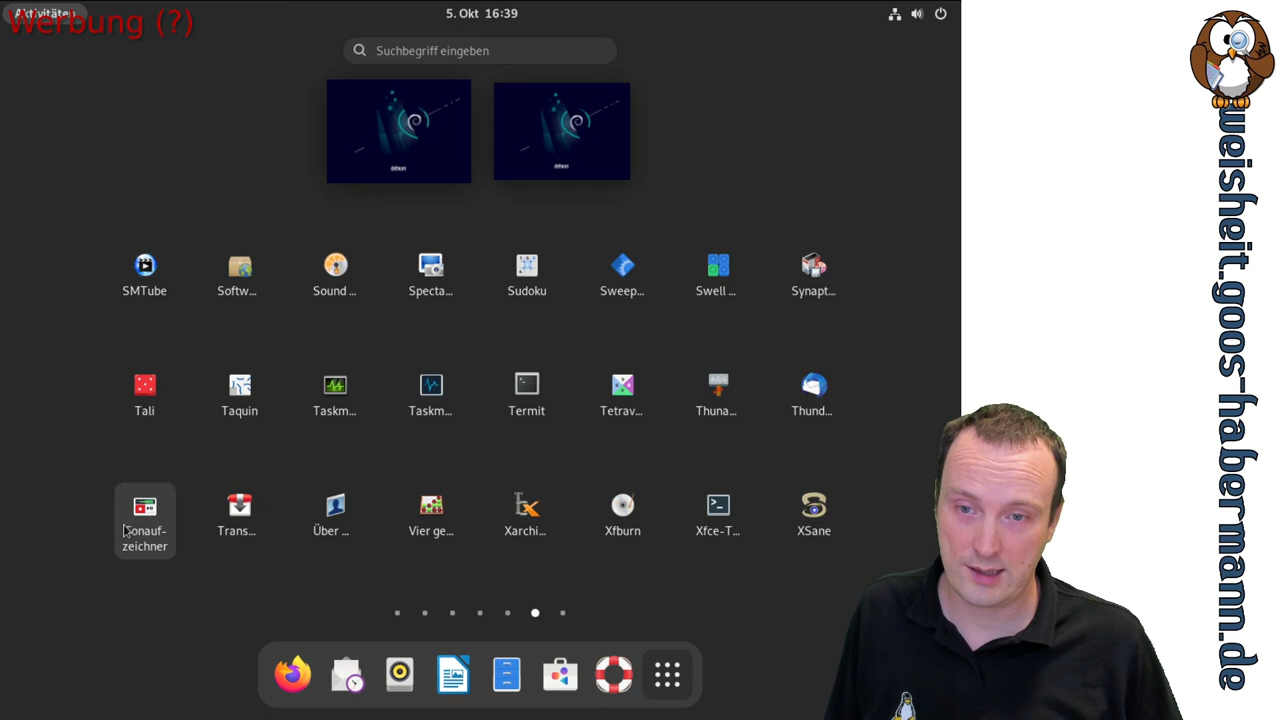 Aktivitäten
Werbung (?)
5. Okt 16:39
Suchbegriff eingeben
debian
debian
SMTube
Softw...
Sound ...
Specta...
Sudoku
Sweep...
Swell ...
Synapt...
Tali
Taquin
Taskm...
Taskm...
Termit
Tetrav...
Thuna...
Thund...
Tonauf-
zeichner
Trans...
Über ...
Vier ge...
Xarchi...
Xfburn
Xfce-T...
XSane
weisheit.goos-habermann.de